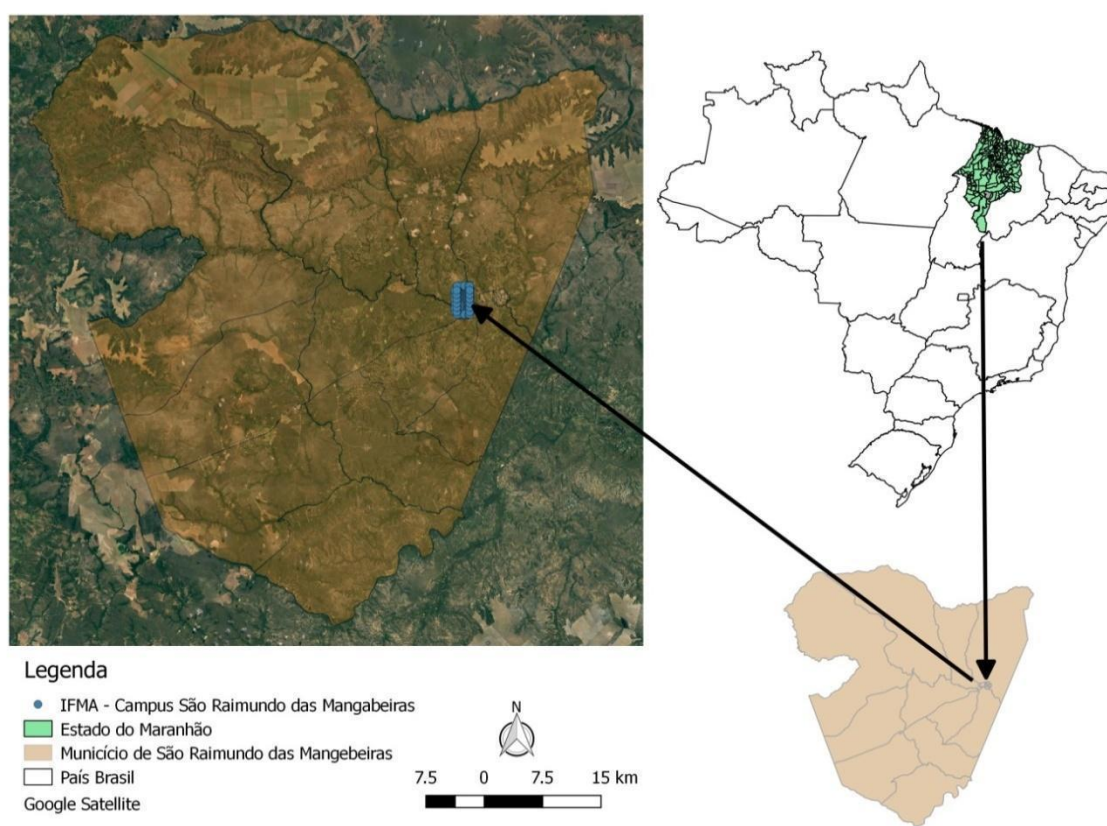 Legenda
IFMA - Campus São Raimundo das Mangabeiras
Estado do Maranhão
Municício de São Raimundo das Mangebeiras
País Brasil
Google Satellite
N
7.5 0 7.5 15 km